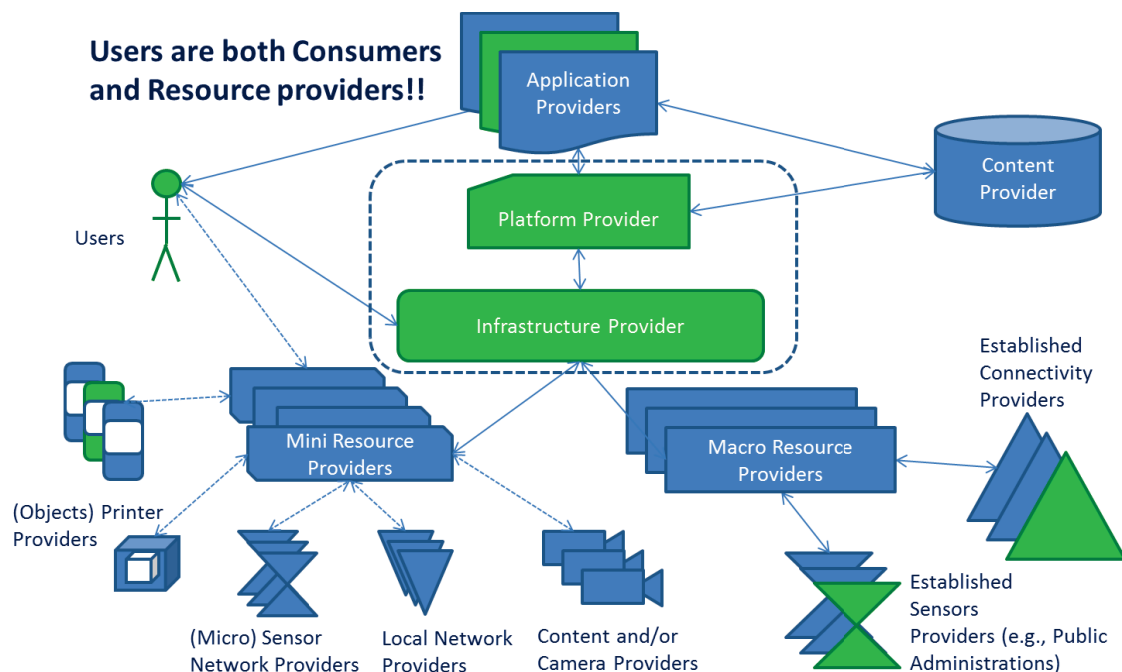 Users are both Consumers
and Resource providers!!
Application
Providers
Content
Provider
Platform Provider
Users
Infrastructure Provider
Established
Connectivity
Providers
Mini Resource
Providers
Macro Resource
Providers
(Objects) Printer
Providers
(Micro) Sensor
Network Providers
Local Network
Providers
Content and/or
Camera Providers
Established
Sensors
Providers (e.g., Public
Administrations)